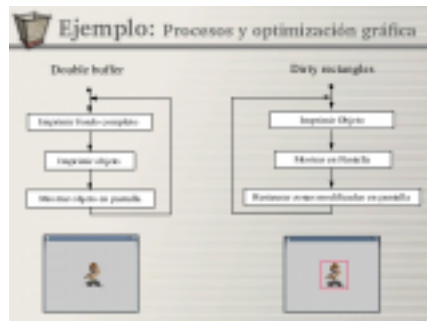 Ejemplo: Procesos y optimización gráfica
Double buffer
Imprimir Fondo completo
Imprimir objeto
Mostrar objeto en pantalla
Dirty rectangles
Imprimir Objeto
Mostrar en Pantalla
Restaurar zonas modificadas en pantalla